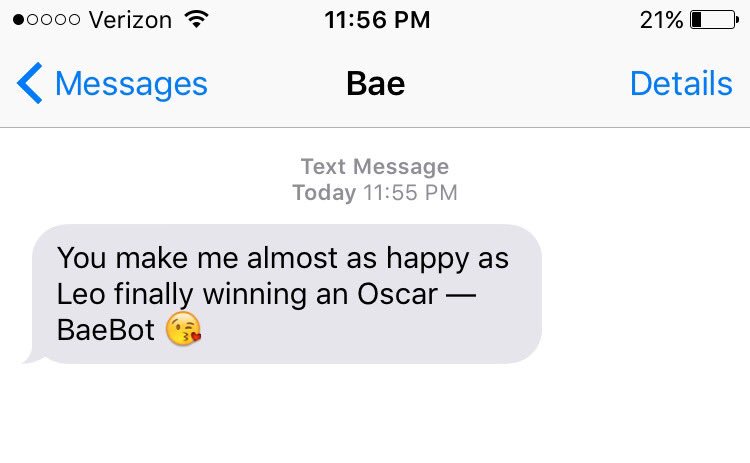 Verizon 11:56 PM 21%
Messages Bae Details
Text Message
Today 11:55 PM
You make me almost as happy as
Leo finally winning an Oscar —
BaeBot 😘